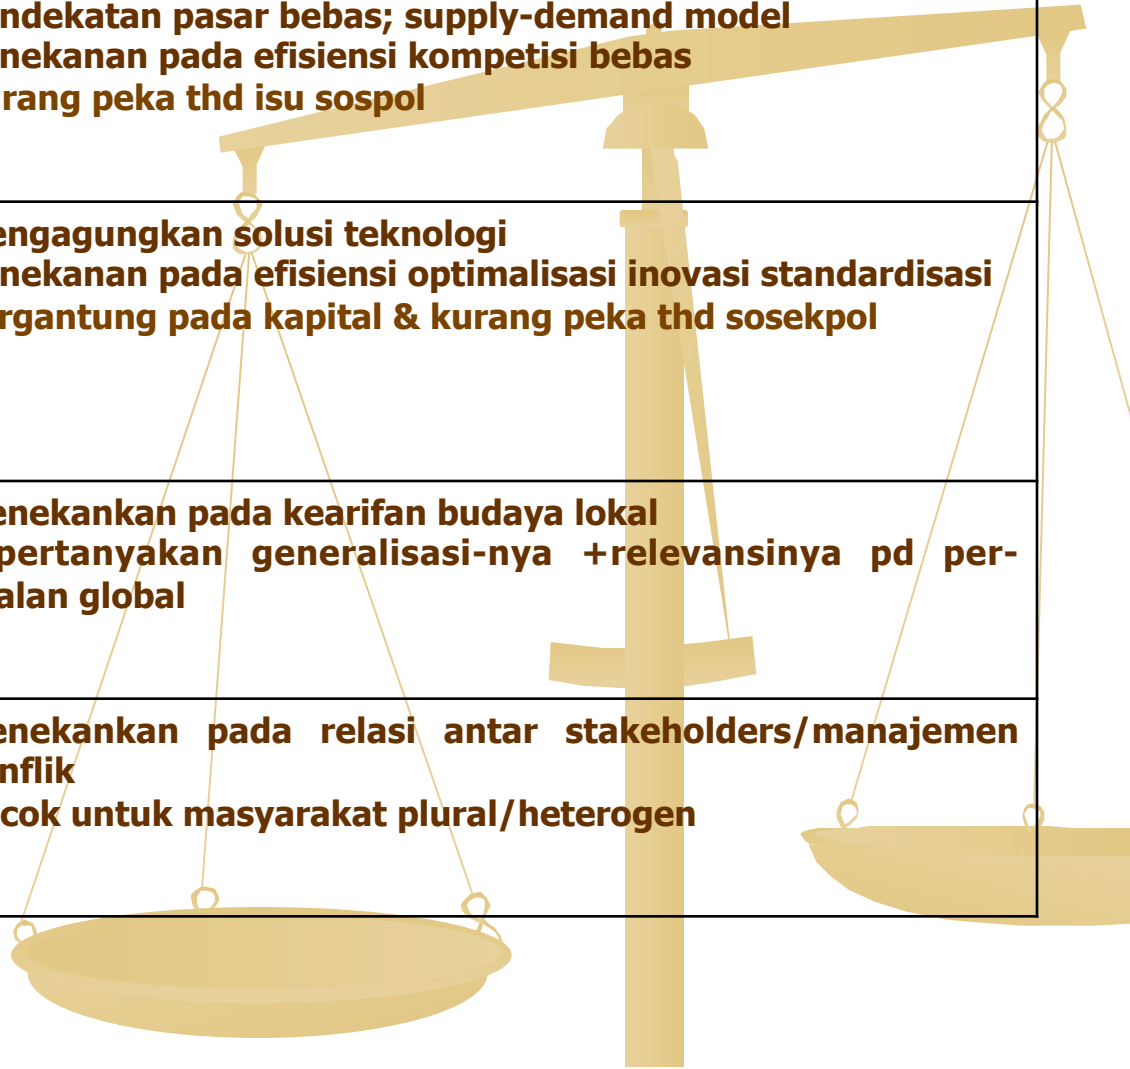 ndekatan pasar bebas; supply-demand model
nekanan pada efisiensi kompetisi bebas
rang peka thd isu sospol
engagungkan solusi teknologi
nekanan pada efisiensi optimalisasi inovasi standardisasi
rgantung pada kapital & kurang peka thd sosekpol
enekankan pada kearifan budaya lokal
pertanyakan generalisasi-nya +relevansinya pd per-
alan global
enekankan pada relasi antar stakeholders/manajemen
nflik
cok untuk masyarakat plural/heterogen